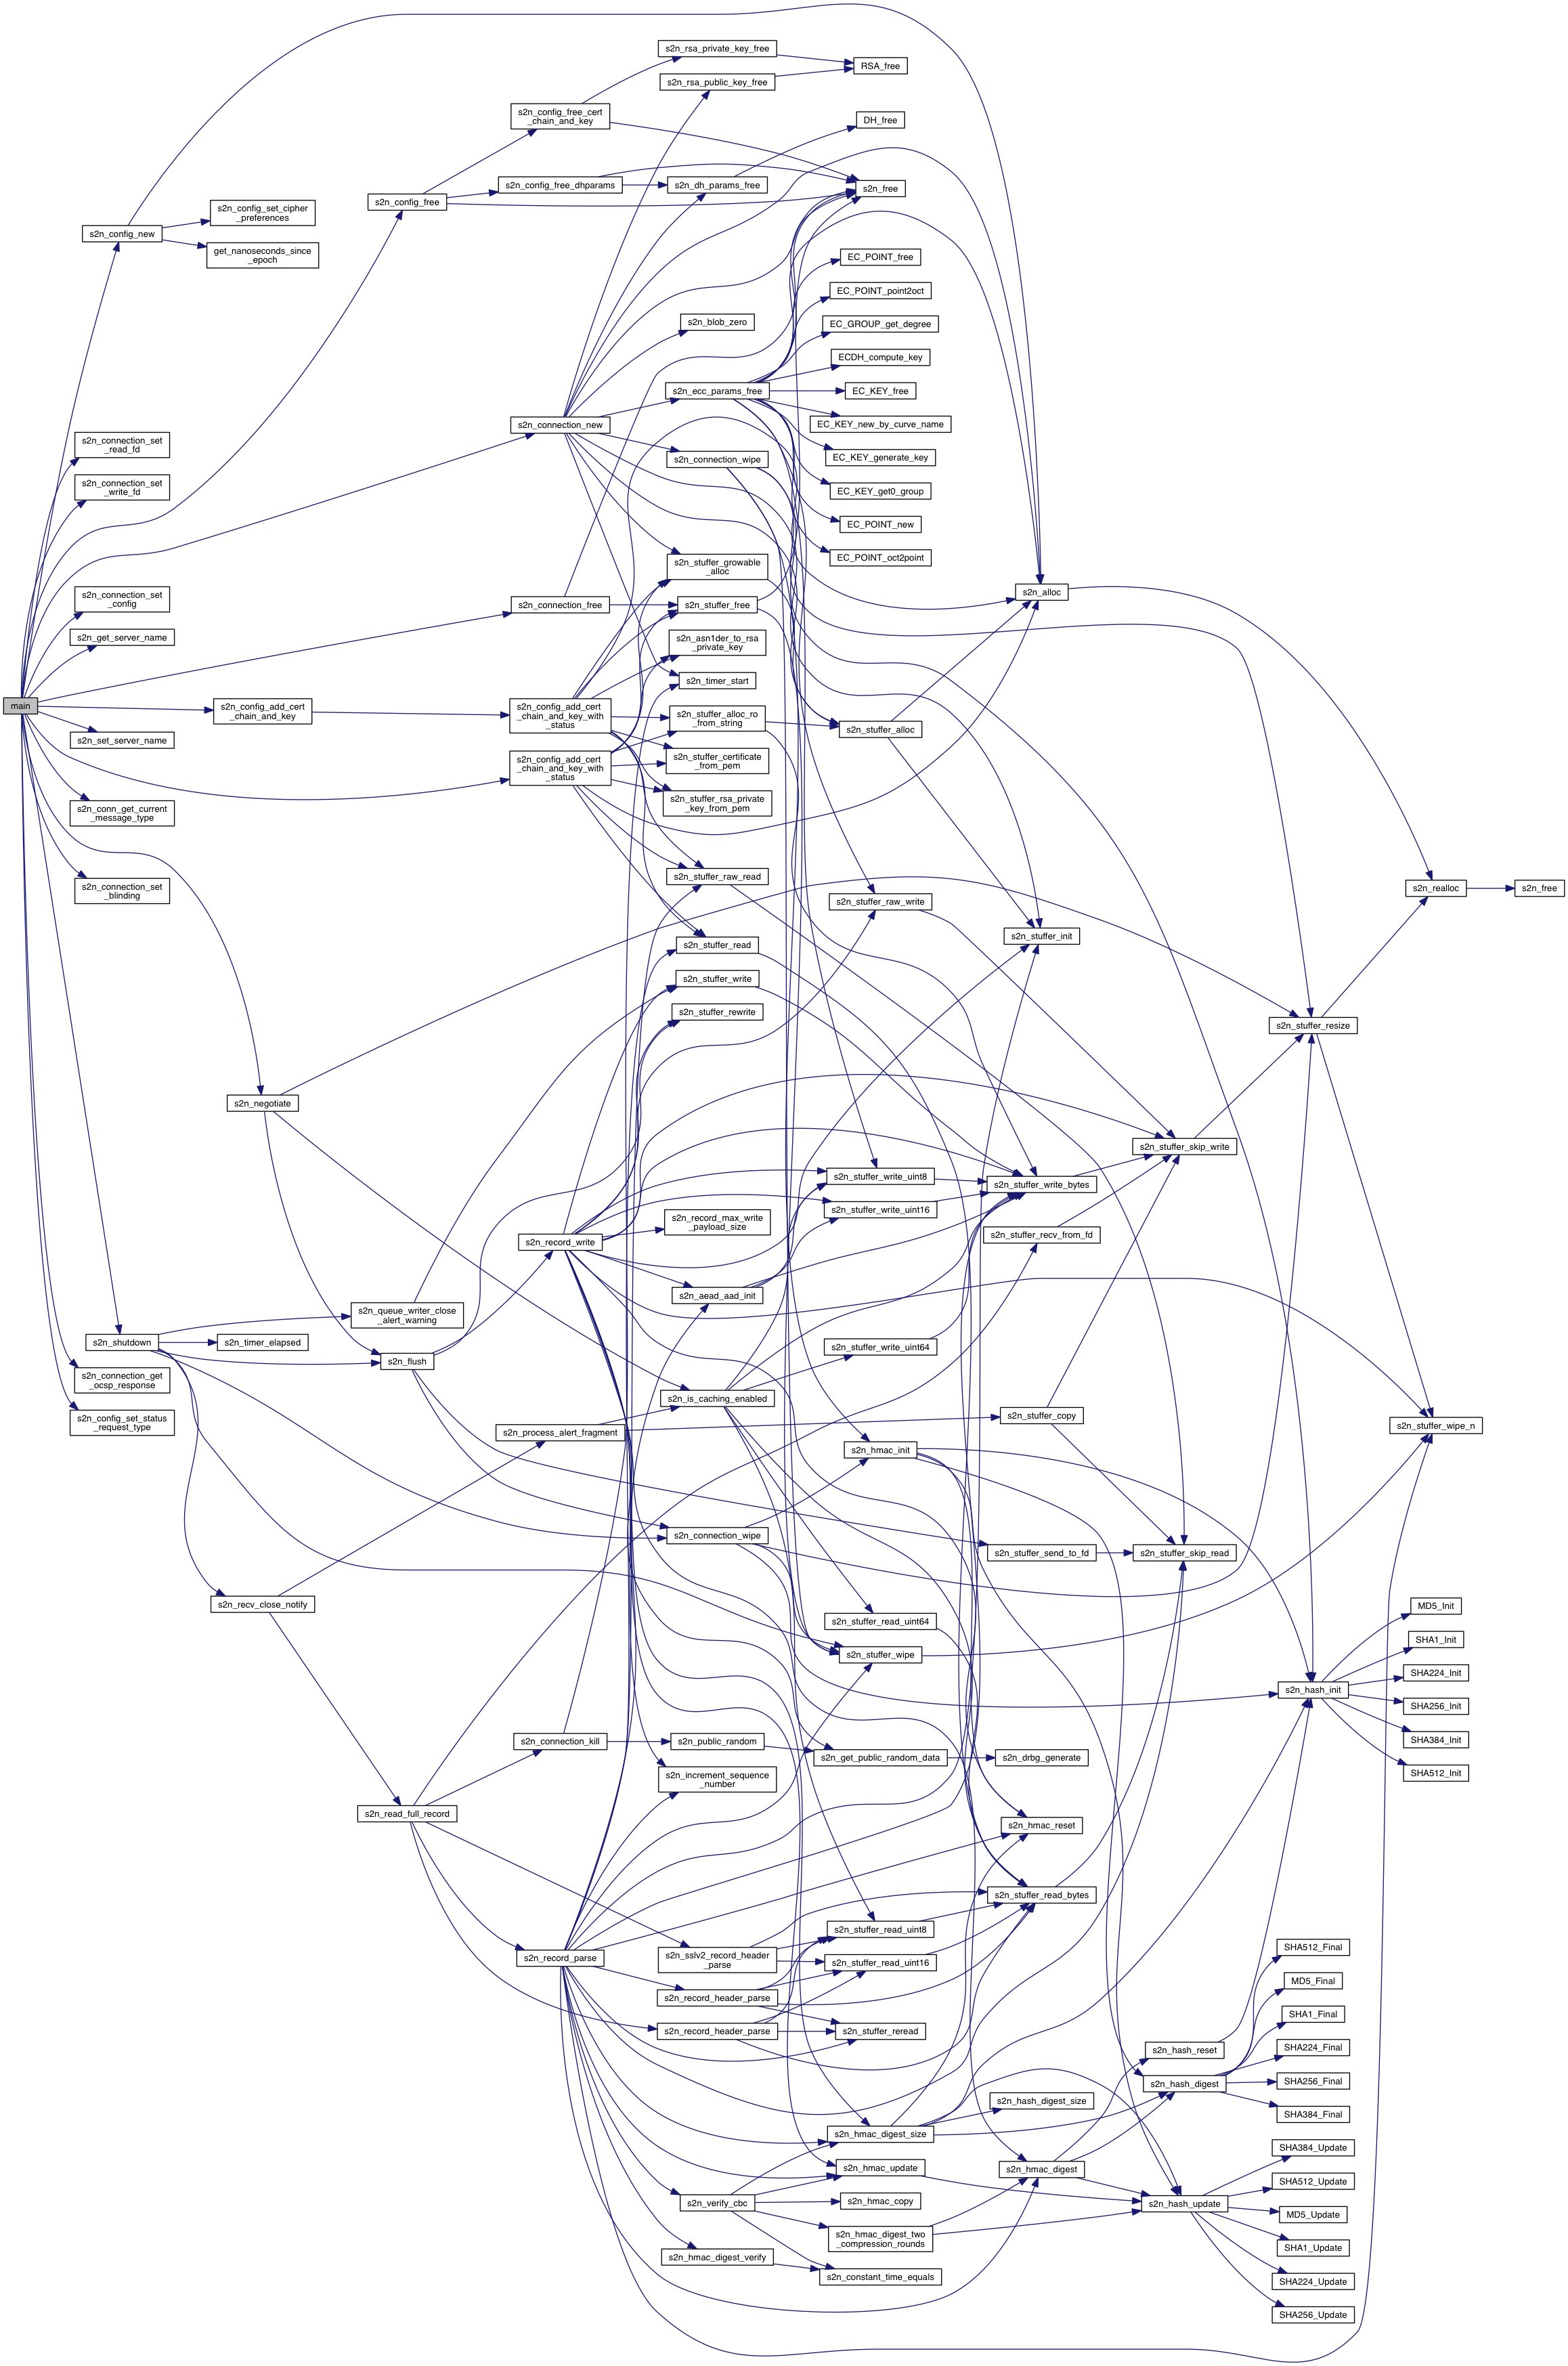 s2n_rsa_private_key_free
RSA_free
s2n_rsa_public_key_free
s2n_config_free_cert
_chain_and_key
DH_free
s2n_config_free_dhparams
s2n_dh_params_free
s2n_free
s2n_config_free
s2n_config_set_cipher
_preferences
s2n_config_new
get_nanoseconds_since
_epoch
EC_POINT_free
EC_POINT_point2oct
s2n_blob_zero
EC_GROUP_get_degree
ECDH_compute_key
s2n_ecc_params_free
EC_KEY_free
s2n_connection_new
EC_KEY_new_by_curve_name
s2n_connection_set
_read_fd
s2n_connection_wipe
EC_KEY_generate_key
s2n_connection_set
_write_fd
EC_KEY_get0_group
EC_POINT_new
EC_POINT_oct2point
s2n_stuffer_growable
_alloc
s2n_alloc
s2n_connection_set
_config
s2n_connection_free
s2n_stuffer_free
s2n_get_server_name
s2n_asn1der_to_rsa
_private_key
s2n_timer_start
main
s2n_config_add_cert
_chain_and_key
s2n_config_add_cert
_chain_and_key_with
_status
s2n_stuffer_alloc_ro
_from_string
s2n_stuffer_alloc
s2n_set_server_name
s2n_config_add_cert
_chain_and_key_with
_status
s2n_stuffer_certificate
_from_pem
s2n_stuffer_rsa_private
_key_from_pem
s2n_conn_get_current
_message_type
s2n_connection_set
_blinding
s2n_stuffer_raw_read
s2n_realloc
s2n_free
s2n_stuffer_raw_write
s2n_stuffer_init
s2n_stuffer_read
s2n_stuffer_write
s2n_stuffer_rewrite
s2n_stuffer_resize
s2n_negotiate
s2n_stuffer_skip_write
s2n_stuffer_write_uint8
s2n_stuffer_write_bytes
s2n_stuffer_write_uint16
s2n_record_max_write
_payload_size
s2n_stuffer_recv_from_fd
s2n_record_write
s2n_aead_aad_init
s2n_queue_writer_close
_alert_warning
s2n_shutdown
s2n_timer_elapsed
s2n_stuffer_write_uint64
s2n_flush
s2n_connection_get
_ocsp_response
s2n_is_caching_enabled
s2n_stuffer_copy
s2n_config_set_status
_request_type
s2n_process_alert_fragment
s2n_stuffer_wipe_n
s2n_hmac_init
s2n_connection_wipe
s2n_stuffer_send_to_fd
s2n_stuffer_skip_read
s2n_recv_close_notify
MD5_Init
s2n_stuffer_read_uint64
SHA1_Init
s2n_stuffer_wipe
SHA224_Init
s2n_hash_init
SHA256_Init
SHA384_Init
s2n_connection_kill
s2n_public_random
s2n_get_public_random_data
s2n_drbg_generate
SHA512_Init
s2n_increment_sequence
_number
s2n_read_full_record
s2n_hmac_reset
s2n_stuffer_read_bytes
s2n_stuffer_read_uint8
s2n_record_parse
s2n_sslv2_record_header
_parse
s2n_stuffer_read_uint16
SHA512_Final
MD5_Final
s2n_record_header_parse
SHA1_Final
s2n_record_header_parse
s2n_stuffer_reread
s2n_hash_reset
SHA224_Final
s2n_hash_digest
SHA256_Final
s2n_hash_digest_size
SHA384_Final
s2n_hmac_digest_size
SHA384_Update
s2n_hmac_update
s2n_hmac_digest
SHA512_Update
s2n_verify_cbc
s2n_hmac_copy
s2n_hash_update
MD5_Update
s2n_hmac_digest_two
_compression_rounds
SHA1_Update
s2n_hmac_digest_verify
s2n_constant_time_equals
SHA224_Update
SHA256_Update